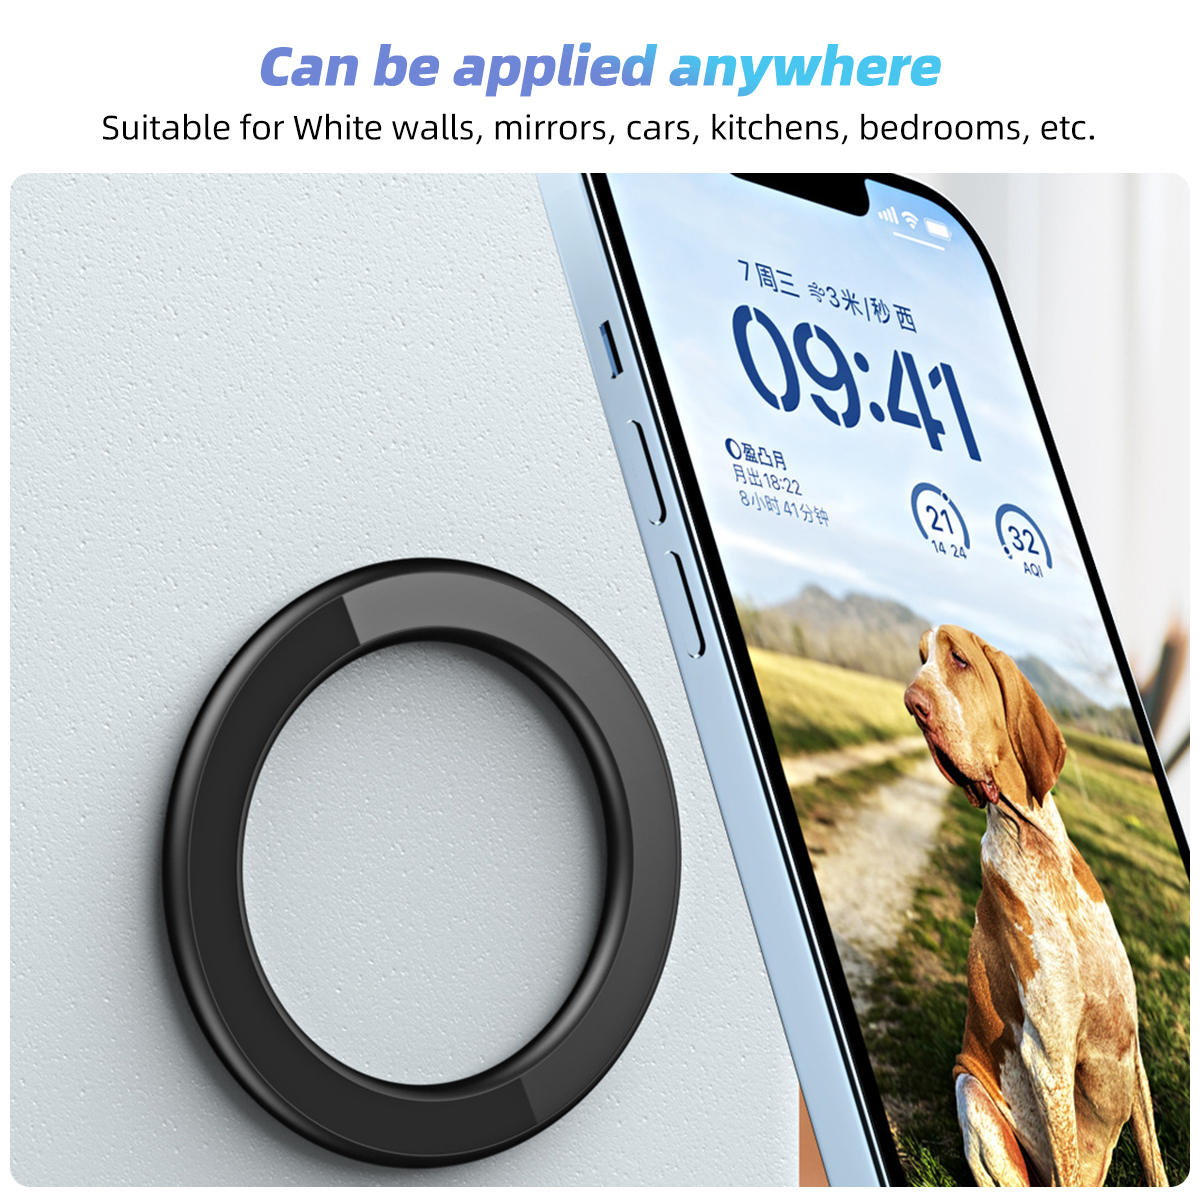 Can be applied anywhere
Suitable for White walls, mirrors, cars, kitchens, bedrooms, etc.
7 周三 3米/秒 西
09:41
盈凸月
月出 18:22
8小时 41分钟
21
14 24
32
AQI